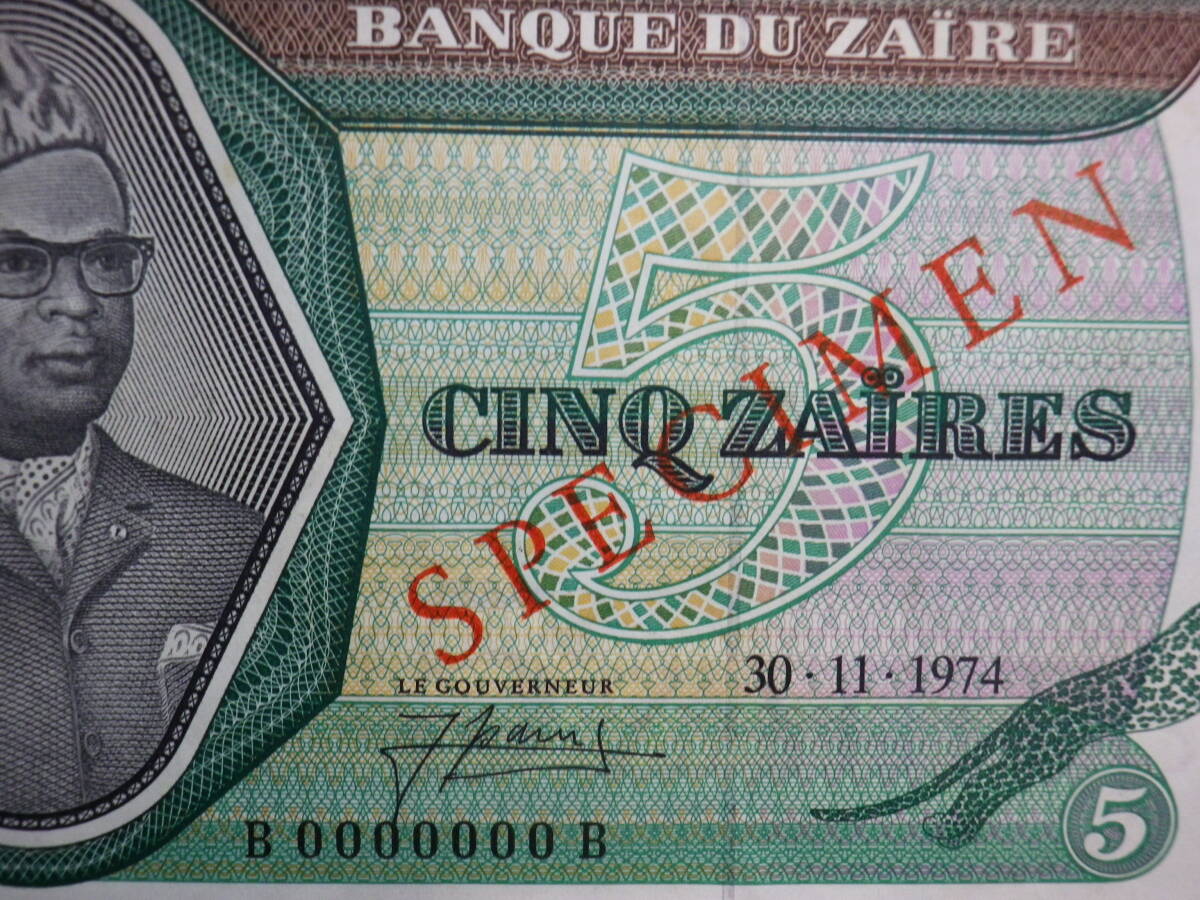 BANQUE DU ZAÏRE
5
CINQ ZAÏRES
SPECIMEN
LE GOUVERNEUR
30·11·1974
B 0000000 B
5